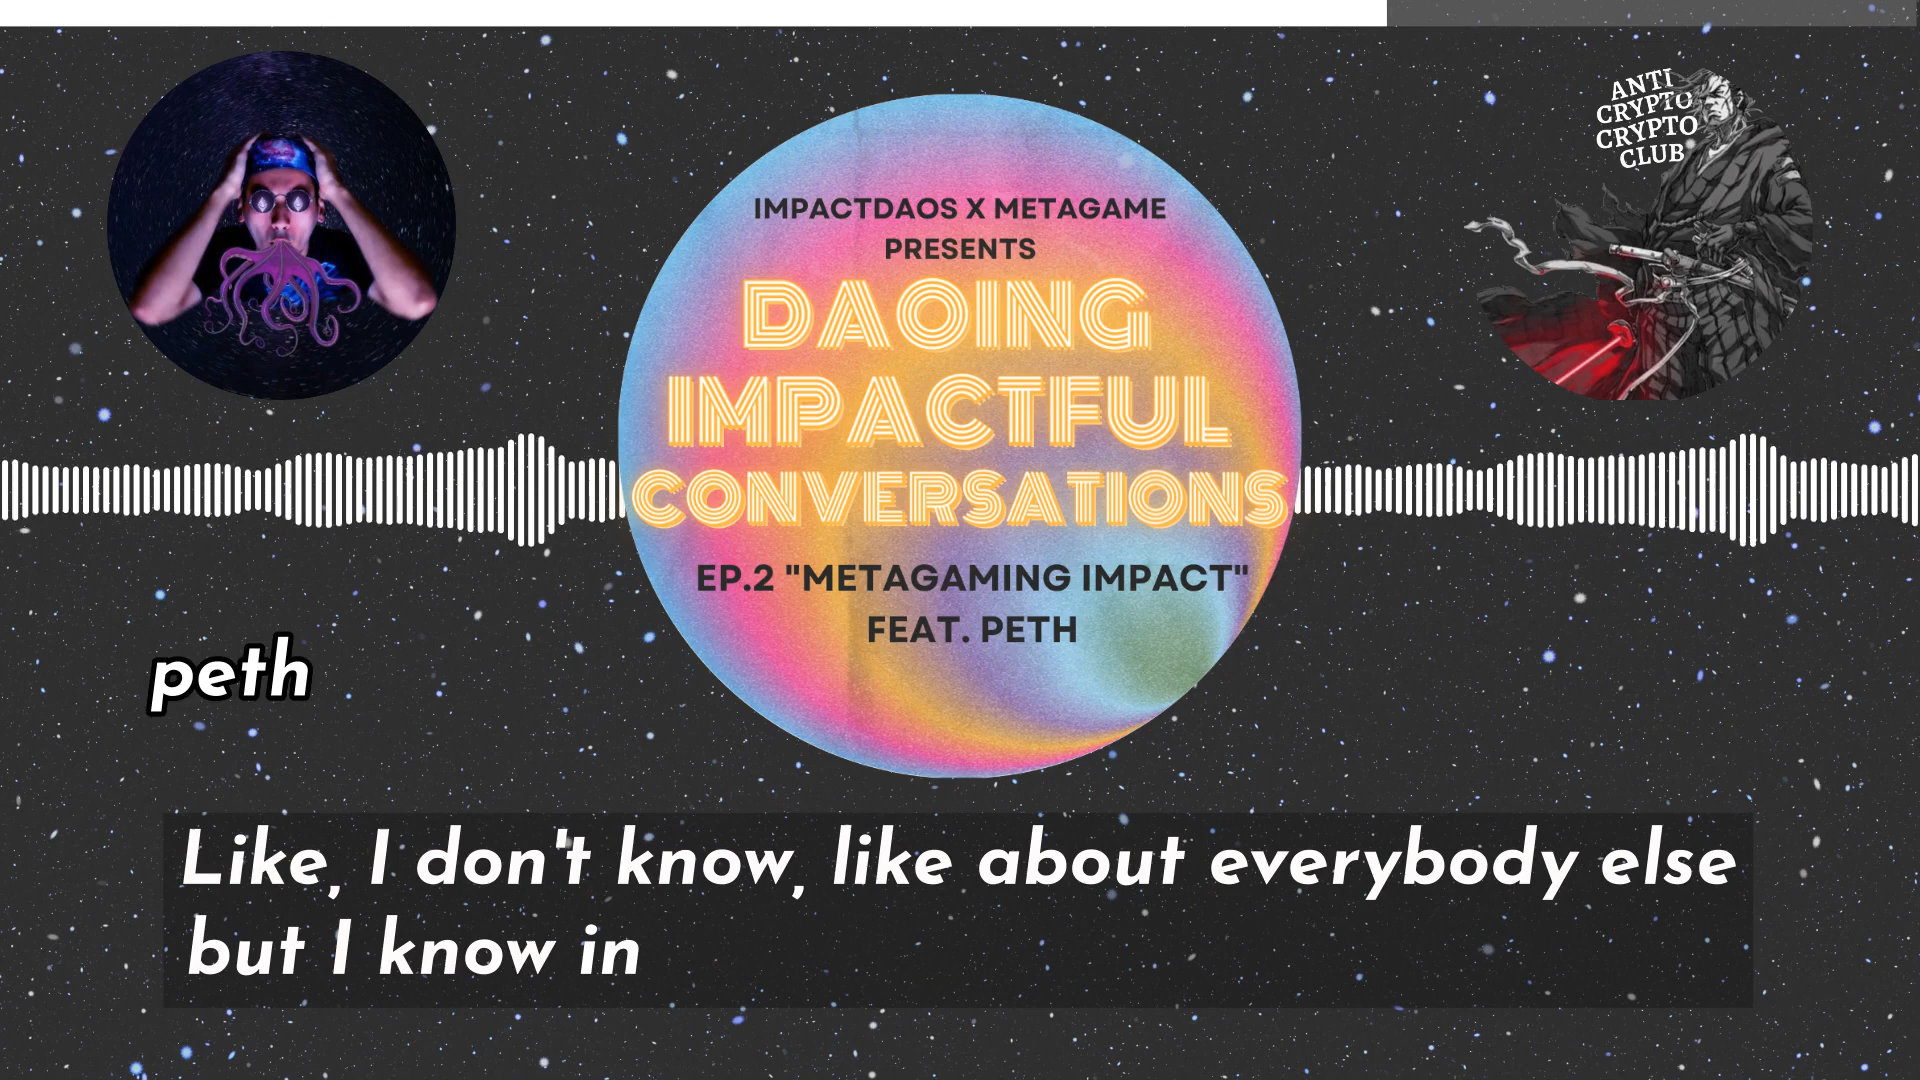 ANTI
CRYPTO
CRYPTO
CLUB
IMPACTDAOS X METAGAME
PRESENTS
DAOING
IMPACTFUL
CONVERSATIONS
EP.2 "METAGAMING IMPACT"
FEAT. PETH
peth
Like, I don't know, like about everybody else
but I know in